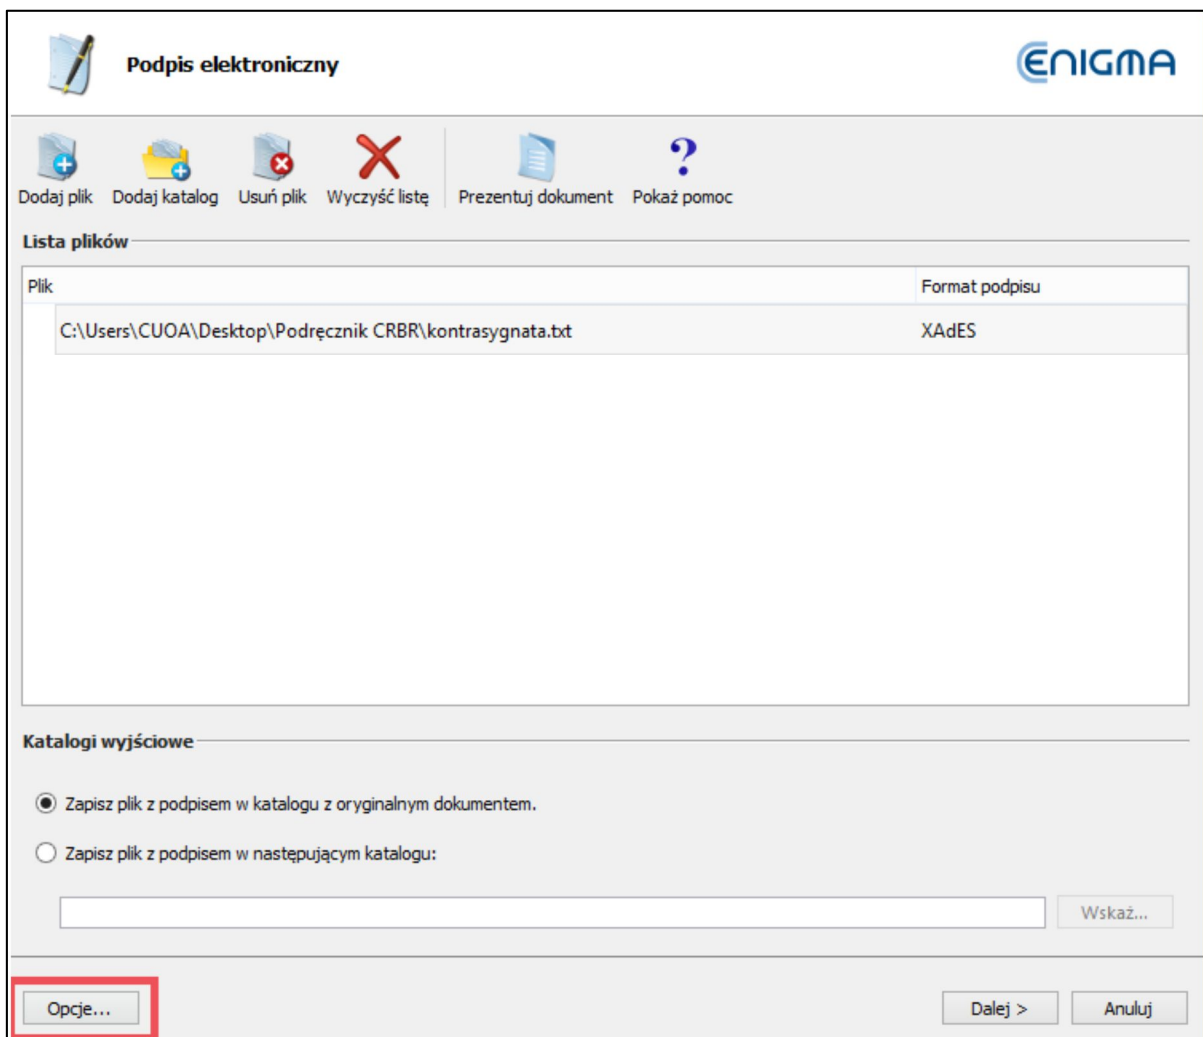 Podpis elektroniczny
ENIGMA
Dodaj plik Dodaj katalog Usuń plik Wyczyść listę Prezentuj dokument Pokaż pomoc
Lista plików
Plik Format podpisu
C:\Users\CUOA\Desktop\Podręcznik CRBR\kontrasygnata.txt XAdES
Katalogi wyjściowe
Zapisz plik z podpisem w katalogu z oryginalnym dokumentem.
Zapisz plik z podpisem w następującym katalogu:
Wskaż...
Opcje... Dalej > Anuluj